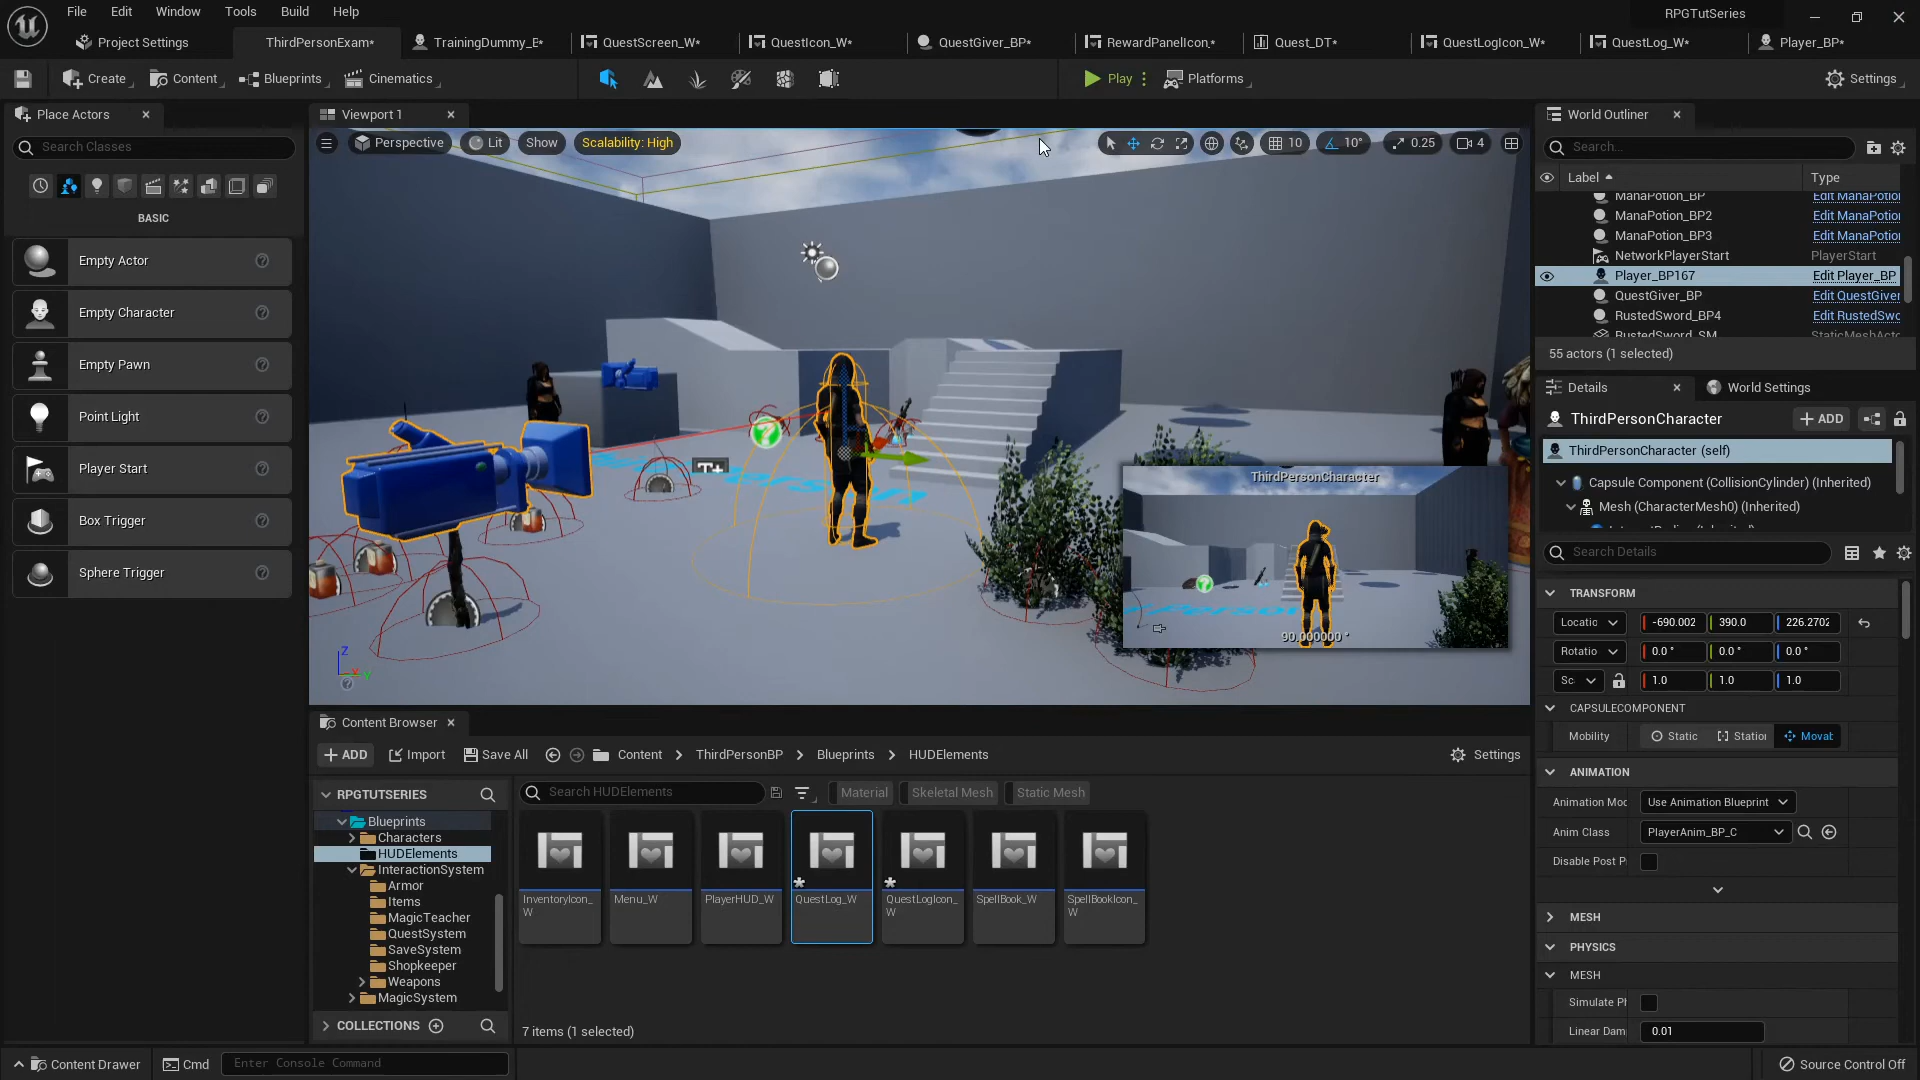 File Edit Window Tools Build Help
RPGTutSeries
Project Settings
ThirdPersonExam*
TrainingDummy_E*
QuestScreen_W*
QuestIcon_W*
QuestGiver_BP*
RewardPanelIcon.*
Quest_DT*
QuestLogIcon_W*
QuestLog_W*
Player_BP*
Create
Content
Blueprints
Cinematics
Play
Platforms
Settings
Place Actors
Search Classes
BASIC
Empty Actor
Empty Character
Empty Pawn
Point Light
Player Start
Box Trigger
Sphere Trigger
Viewport 1
Perspective
Lit
Show
Scalability: High
10
10°
0.25
4
ThirdPersonCharacter
90.000000 °
World Outliner
Search...
Label
Type
ManaPotion_BP Edit ManaPotio
ManaPotion_BP2 Edit ManaPotio
ManaPotion_BP3 Edit ManaPotio
NetworkPlayerStart PlayerStart
Player_BP167 Edit Player_BP
QuestGiver_BP Edit QuestGiver
RustedSword_BP4 Edit RustedSwo
RustedSword_SM StaticMeshActo
55 actors (1 selected)
Details
World Settings
ThirdPersonCharacter
ADD
ThirdPersonCharacter (self)
Capsule Component (CollisionCylinder) (Inherited)
Mesh (CharacterMesh0) (Inherited)
Search Details
TRANSFORM
Locatic -690.002 390.0 226.2702
Rotatio 0.0 ° 0.0 ° 0.0 °
Sc 1.0 1.0 1.0
CAPSULECOMPONENT
Mobility Static Station Movab
ANIMATION
Animation Moc Use Animation Blueprint
Anim Class PlayerAnim_BP_C
Disable Post P
MESH
PHYSICS
MESH
Simulate Ph
Linear Dam 0.01
Content Browser
ADD
Import
Save All
Content
ThirdPersonBP
Blueprints
HUDElements
Settings
RPGTUTSERIES
Search HUDElements
Material
Skeletal Mesh
Static Mesh
Blueprints
Characters
HUDElements
InteractionSystem
Armor
Items
MagicTeacher
QuestSystem
SaveSystem
Shopkeeper
Weapons
MagicSystem
COLLECTIONS
InventoryIcon_
W
Menu_W
PlayerHUD_W
QuestLog_W
QuestLogIcon_
W
SpellBook_W
SpellBookIcon_
W
7 items (1 selected)
Content Drawer
Cmd
Enter Console Command
Source Control Off